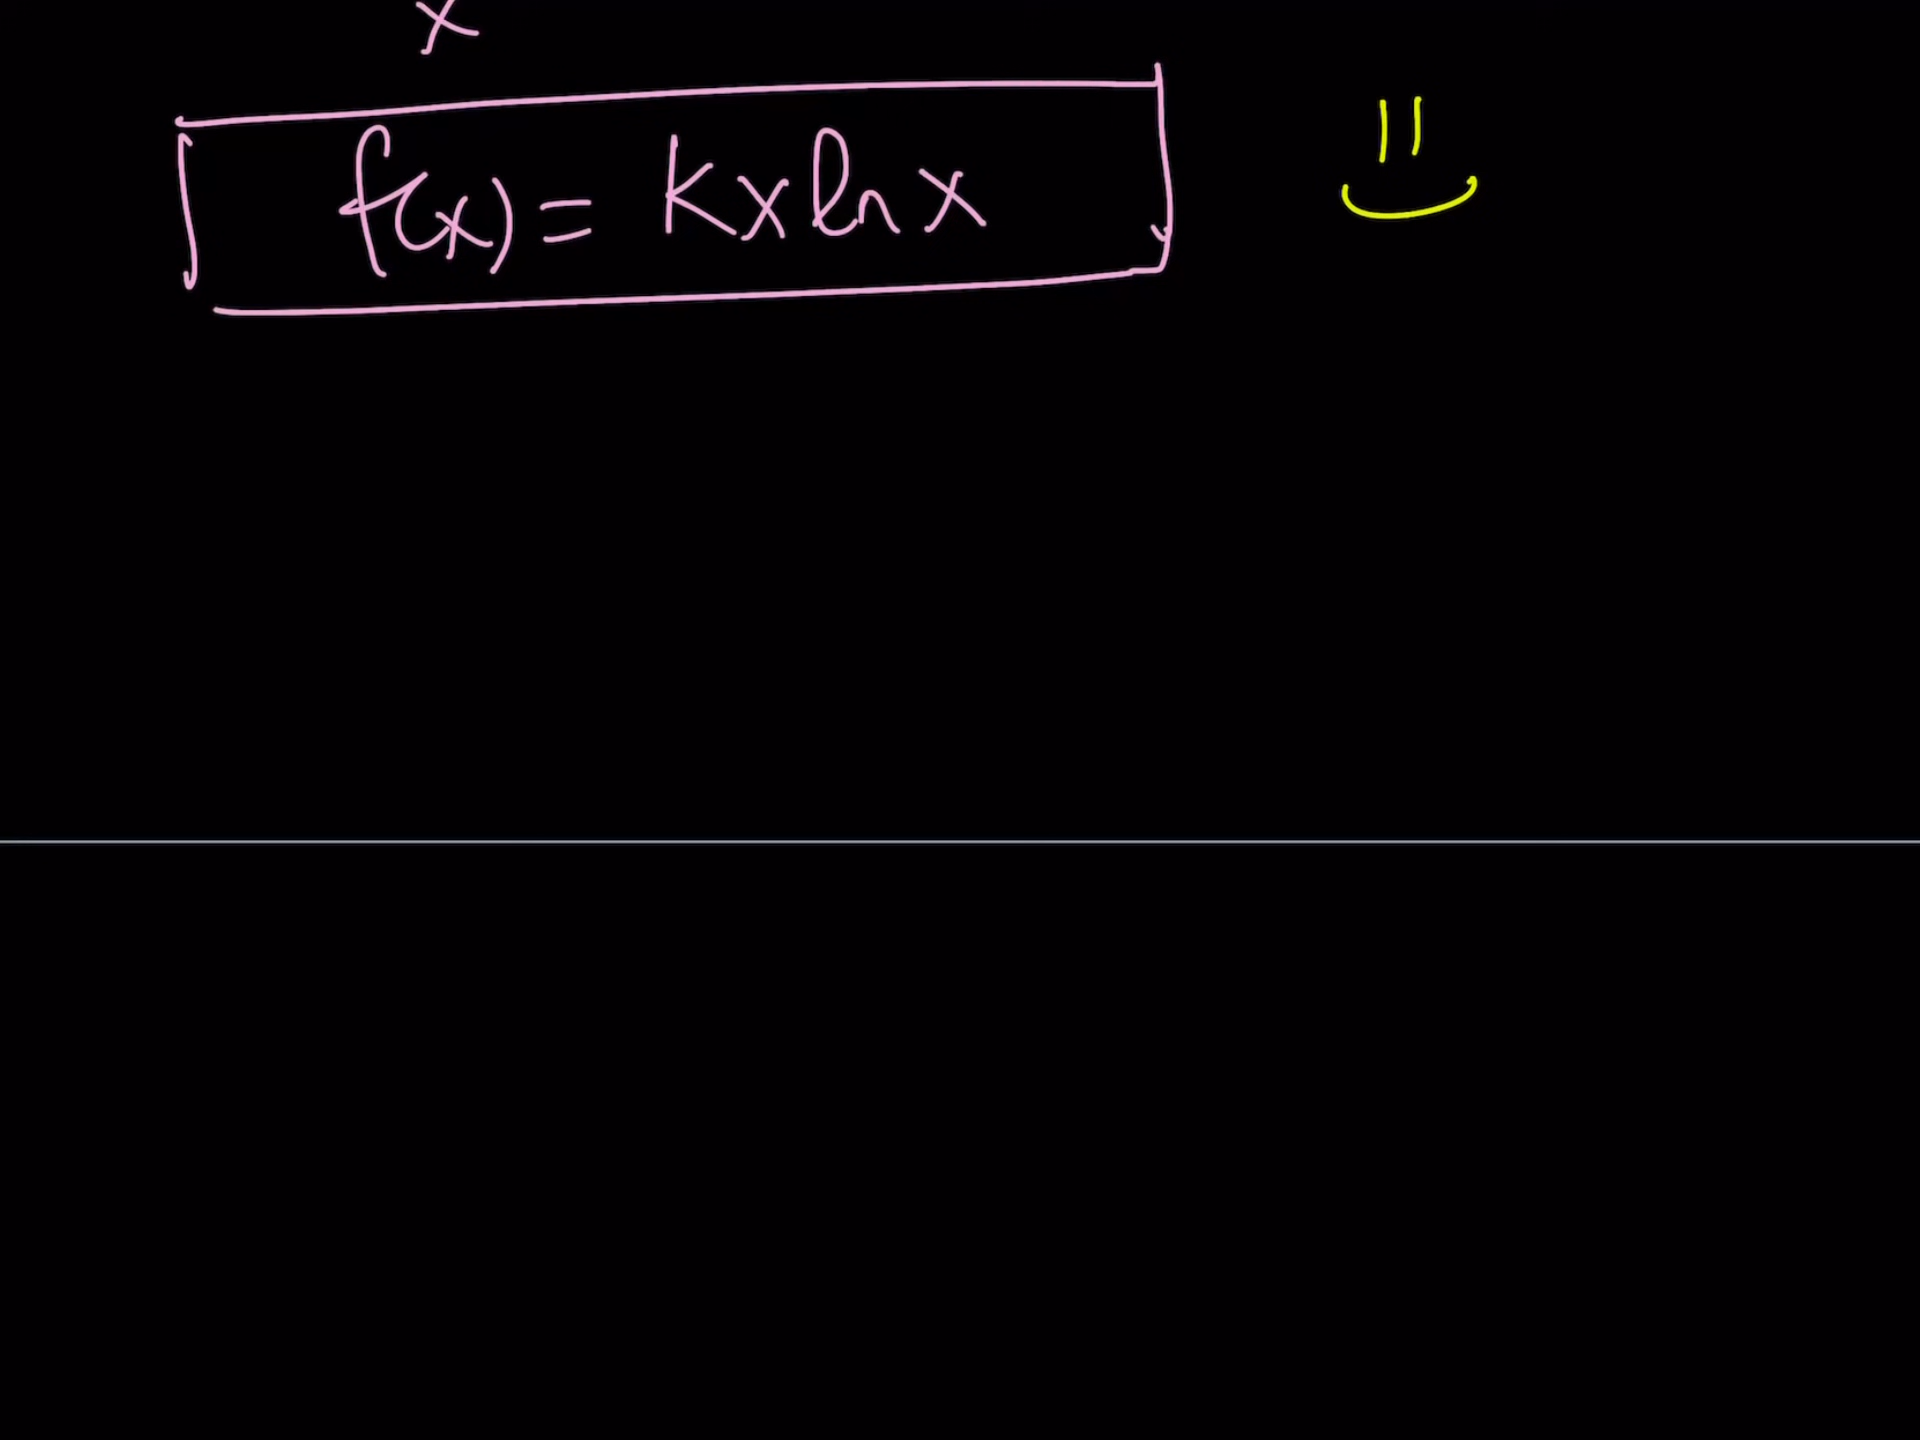 x
f(x) = kx ln x